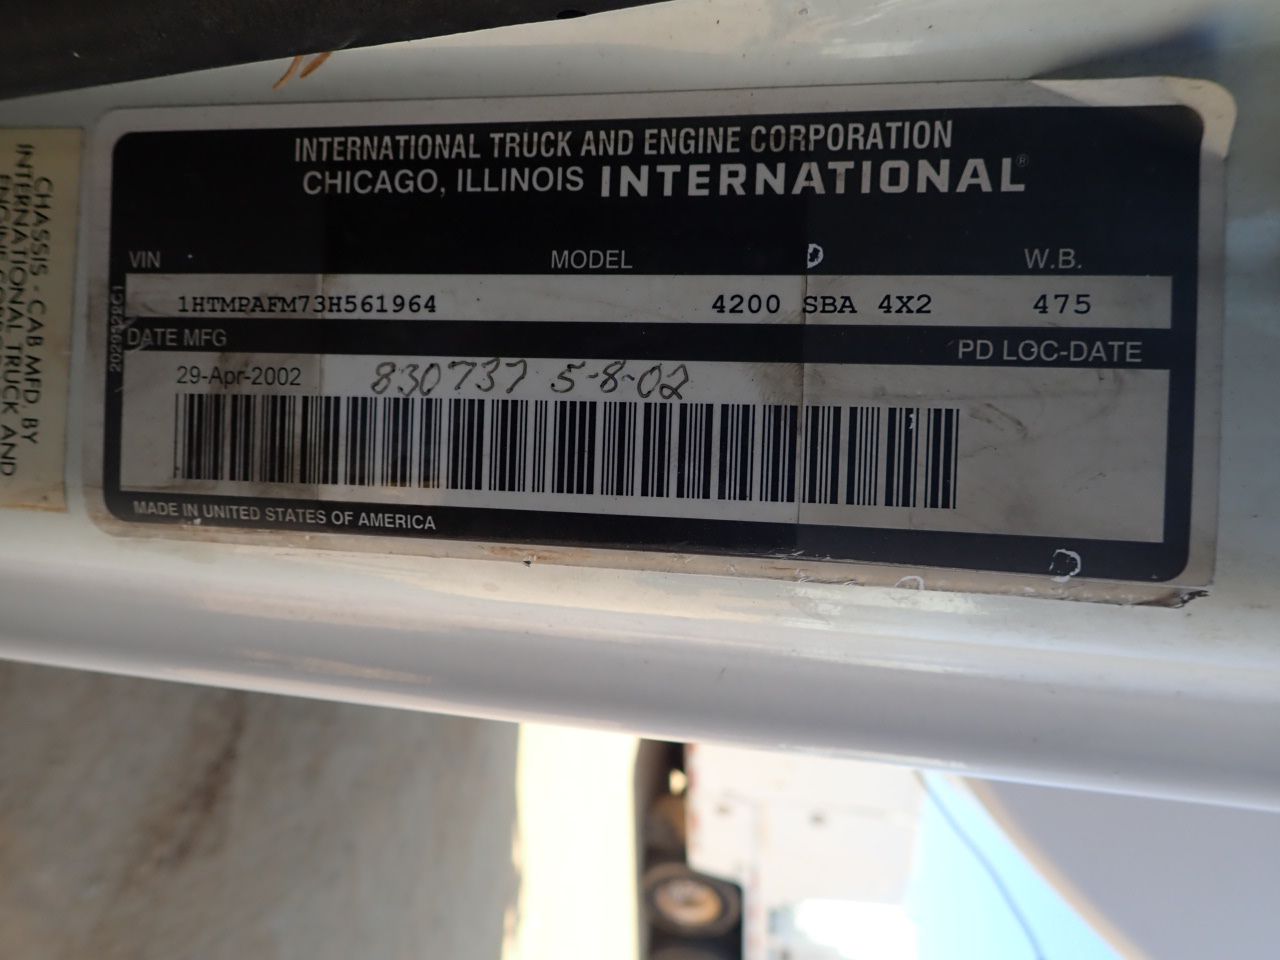 INTERNATIONAL TRUCK AND ENGINE CORPORATION
CHICAGO, ILLINOIS INTERNATIONAL®
VIN MODEL W.B.
1HTMPAFM73H561964 4200 SBA 4X2 475
DATE MFG PD LOC-DATE
29-Apr-2002 830737 5-8-02
MADE IN UNITED STATES OF AMERICA
CHASSIS - CAB MFD. BY
INTERNATIONAL TRUCK AND